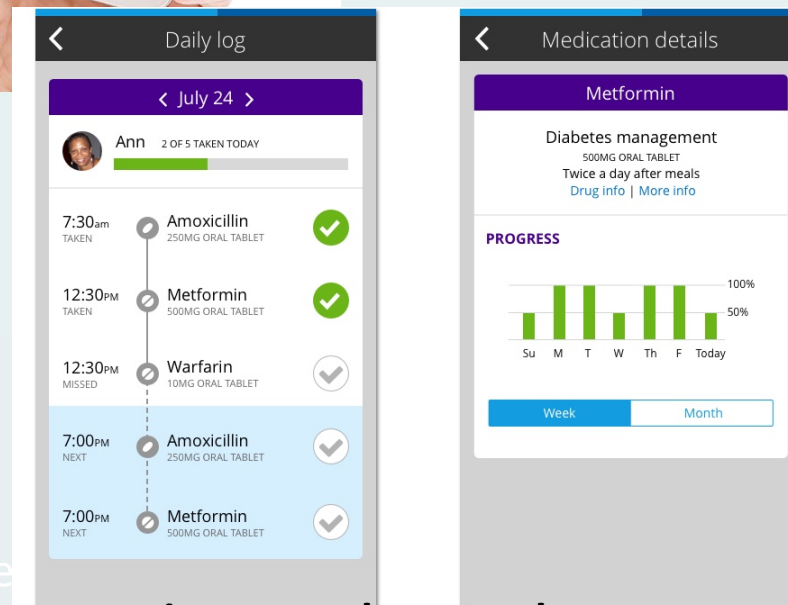 Daily log
July 24
Ann 2 OF 5 TAKEN TODAY
7:30am
TAKEN
Amoxicillin
250MG ORAL TABLET
12:30PM
TAKEN
Metformin
500MG ORAL TABLET
12:30PM
MISSED
Warfarin
10MG ORAL TABLET
7:00PM
NEXT
Amoxicillin
250MG ORAL TABLET
7:00PM
NEXT
Metformin
500MG ORAL TABLET
Medication details
Metformin
Diabetes management
500MG ORAL TABLET
Twice a day after meals
Drug info | More info
PROGRESS
100%
50%
Su M T W Th F Today
Week Month